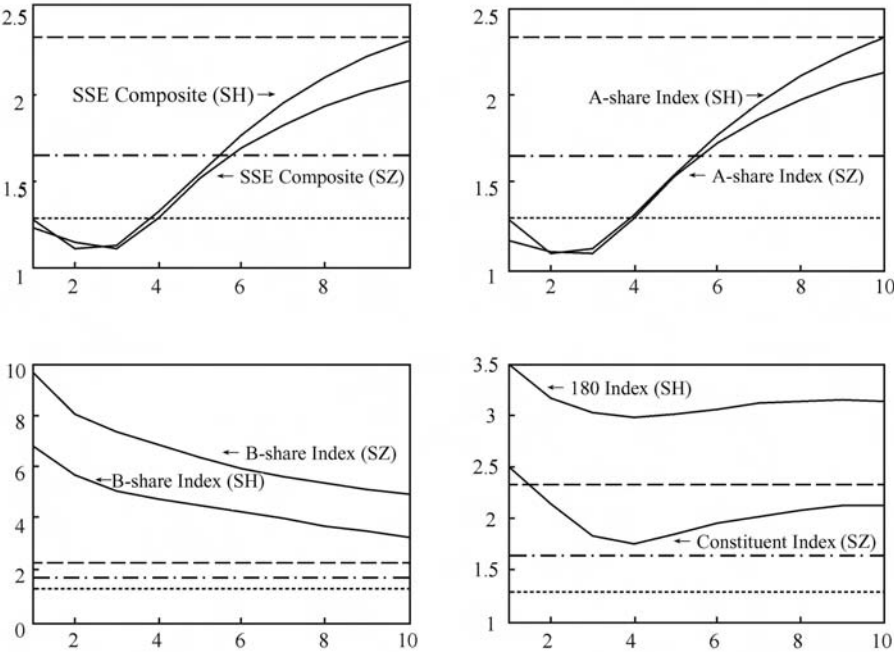 2.5
2
1.5
1
SSE Composite (SH) →
← SSE Composite (SZ)
2 4 6 8 10
2.5
2
1.5
1
A-share Index (SH) →
← A-share Index (SZ)
2 4 6 8 10
10
8
6
4
2
0
← B-share Index (SZ)
← B-share Index (SH)
2 4 6 8 10
3.5
3
2.5
2
1.5
1
← 180 Index (SH)
← Constituent Index (SZ)
2 4 6 8 10